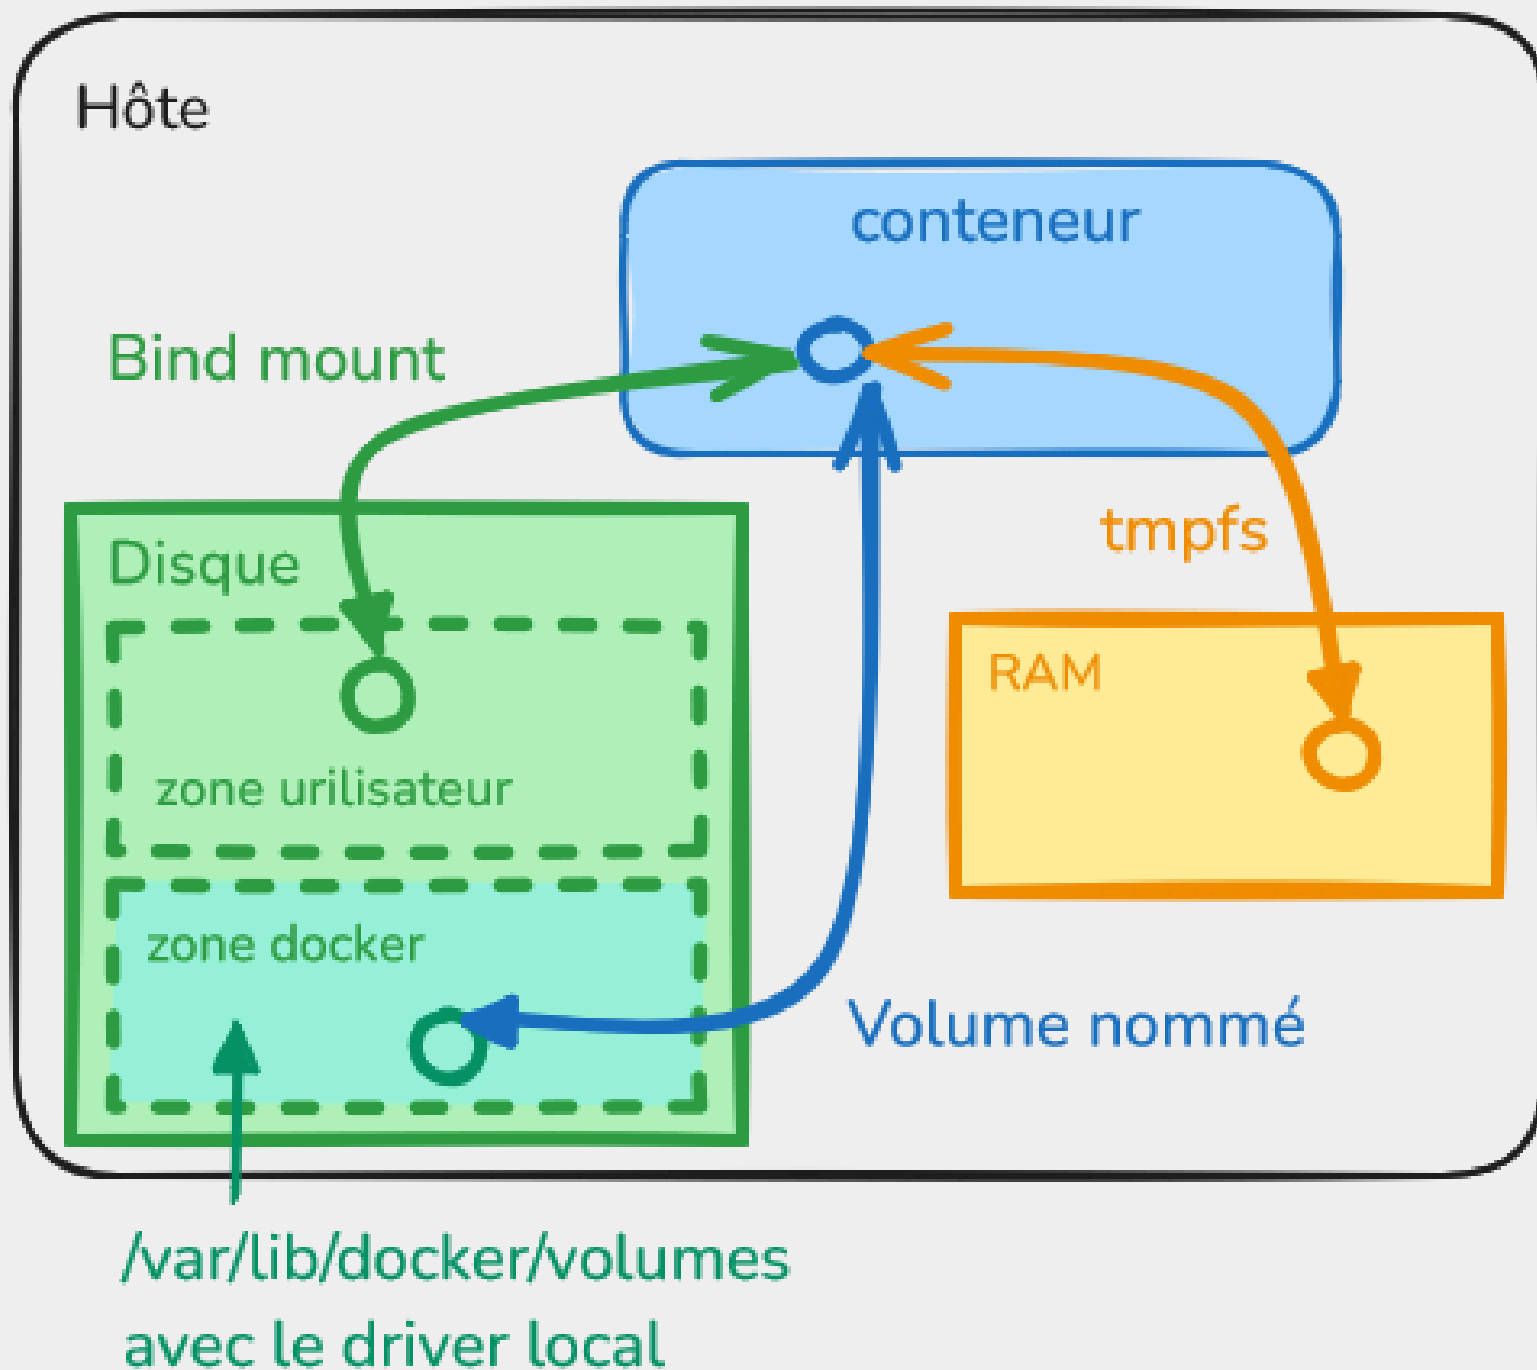 Hôte
conteneur
Bind mount
Disque
tmpfs
RAM
zone urilisateur
zone docker
Volume nommé
/var/lib/docker/volumes
avec le driver local